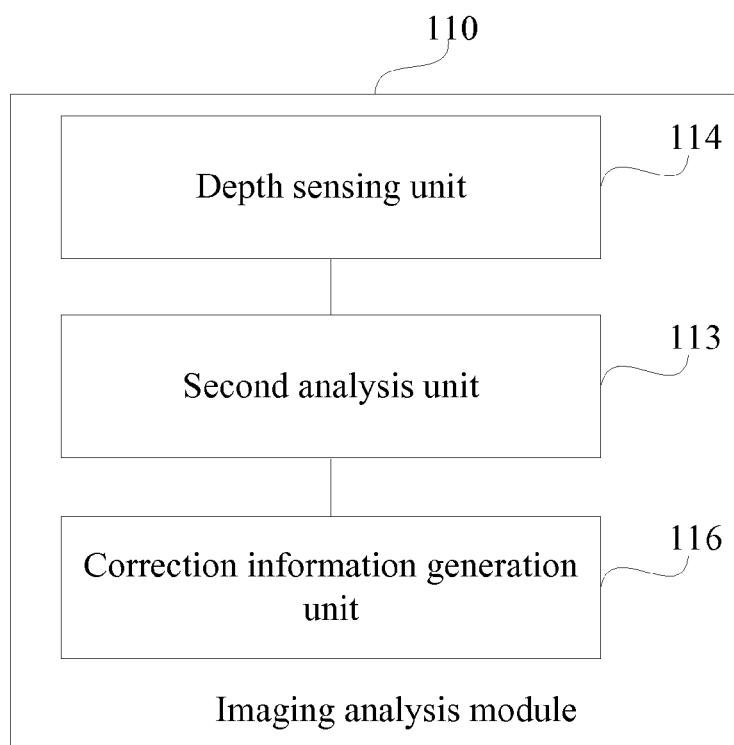 110
114
Depth sensing unit
113
Second analysis unit
116
Correction information generation
unit
Imaging analysis module